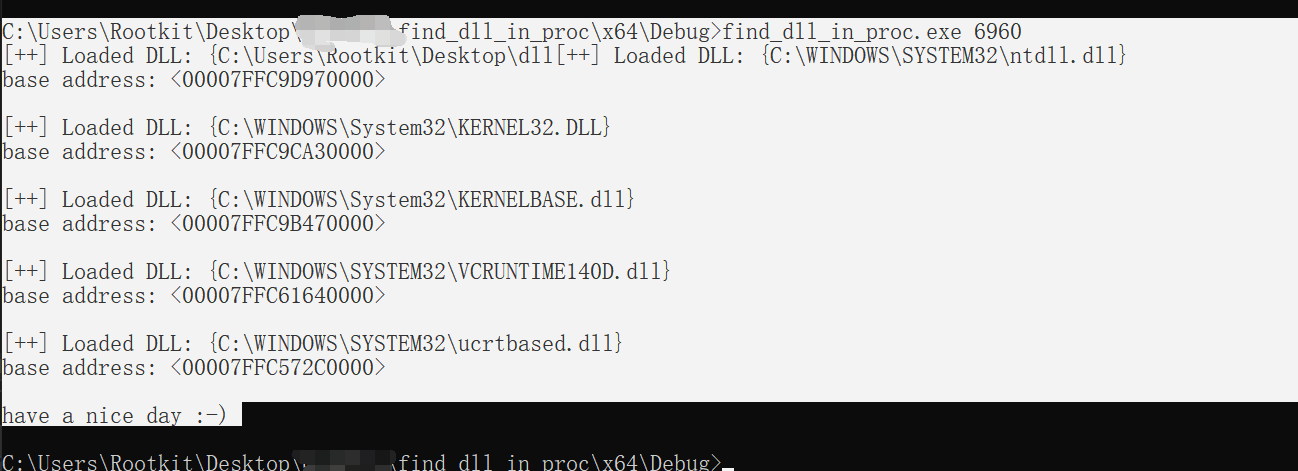 C:\Users\Rootkit\Desktop\find_dll_in_proc\x64\Debug>find_dll_in_proc.exe 6960
[++] Loaded DLL: {C:\Users\Rootkit\Desktop\dll[++] Loaded DLL: {C:\WINDOWS\SYSTEM32\ntdll.dll}
base address: <00007FFC9D970000>
[++] Loaded DLL: {C:\WINDOWS\System32\KERNEL32.DLL}
base address: <00007FFC9CA30000>
[++] Loaded DLL: {C:\WINDOWS\System32\KERNELBASE.dll}
base address: <00007FFC9B470000>
[++] Loaded DLL: {C:\WINDOWS\SYSTEM32\VCRUNTIME140D.dll}
base address: <00007FFC61640000>
[++] Loaded DLL: {C:\WINDOWS\SYSTEM32\ucrtbased.dll}
base address: <00007FFC572C0000>
have a nice day :-)
C:\Users\Rootkit\Desktop\find_dll_in_proc\x64\Debug>